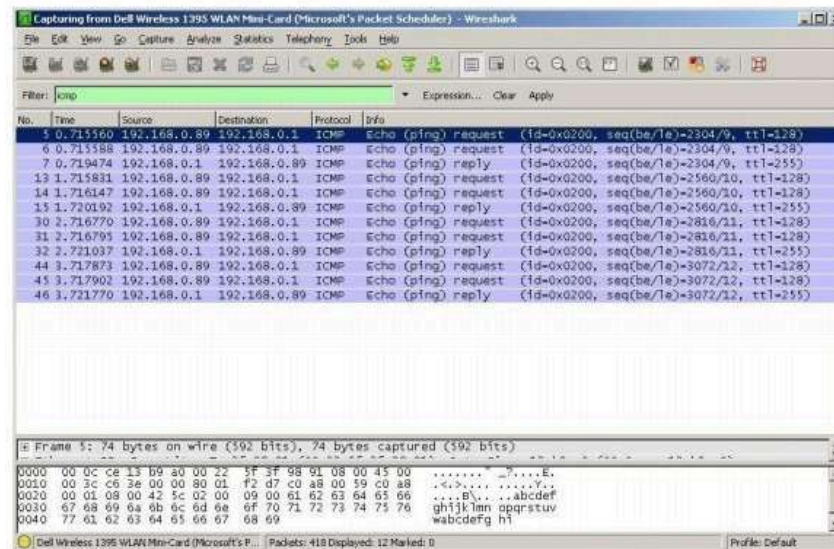 Capturing from Dell Wireless 1395 WLAN Mini-Card (Microsoft's Packet Scheduler) - Wireshark
File Edit View Go Capture Analyze Statistics Telephony Tools Help
Filter: icmp Expression... Clear Apply
No. Time Source Destination Protocol Info
5 0.715560 192.168.0.89 192.168.0.1 ICMP Echo (ping) request (id=0x0200, seq(be/le)=2304/9, ttl=128)
6 0.715588 192.168.0.89 192.168.0.1 ICMP Echo (ping) request (id=0x0200, seq(be/le)=2304/9, ttl=128)
7 0.719474 192.168.0.1 192.168.0.89 ICMP Echo (ping) reply (id=0x0200, seq(be/le)=2304/9, ttl=255)
13 1.715831 192.168.0.89 192.168.0.1 ICMP Echo (ping) request (id=0x0200, seq(be/le)=2560/10, ttl=128)
14 1.716147 192.168.0.89 192.168.0.1 ICMP Echo (ping) request (id=0x0200, seq(be/le)=2560/10, ttl=128)
15 1.720192 192.168.0.1 192.168.0.89 ICMP Echo (ping) reply (id=0x0200, seq(be/le)=2560/10, ttl=255)
30 2.716770 192.168.0.89 192.168.0.1 ICMP Echo (ping) request (id=0x0200, seq(be/le)=2816/11, ttl=128)
31 2.716795 192.168.0.89 192.168.0.1 ICMP Echo (ping) request (id=0x0200, seq(be/le)=2816/11, ttl=128)
32 2.721037 192.168.0.1 192.168.0.89 ICMP Echo (ping) reply (id=0x0200, seq(be/le)=2816/11, ttl=255)
44 3.717873 192.168.0.89 192.168.0.1 ICMP Echo (ping) request (id=0x0200, seq(be/le)=3072/12, ttl=128)
45 3.717902 192.168.0.89 192.168.0.1 ICMP Echo (ping) request (id=0x0200, seq(be/le)=3072/12, ttl=128)
46 3.721770 192.168.0.1 192.168.0.89 ICMP Echo (ping) reply (id=0x0200, seq(be/le)=3072/12, ttl=255)
Frame 5: 74 bytes on wire (592 bits), 74 bytes captured (592 bits)
0000 00 0c ce 13 b9 a0 00 22 5f 3f 98 91 08 00 45 00 ......." _?....E.
0010 00 3c c6 3e 00 00 80 01 f2 d7 c0 a8 00 59 c0 a8 .<.>.... .....Y..
0020 00 01 08 00 42 5c 02 00 09 00 61 62 63 64 65 66 ....B\.. ..abcdef
0030 67 68 69 6a 6b 6c 6d 6e 6f 70 71 72 73 74 75 76 ghijklmn opqrstuv
0040 77 61 62 63 64 65 66 67 68 69 wabcdefg hi
Dell Wireless 1395 WLAN Mini-Card (Microsoft's P... Packets: 418 Displayed: 12 Marked: 0 Profile: Default